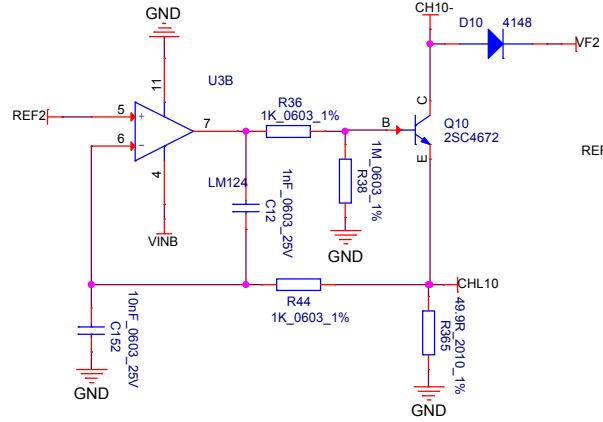 GND
CH10-
D10
4148
VF2
11
U3B
C
REF2
5
+
7
R36
1K_0603_1%
B
Q10
2SC4672
6
-
E
REF
4
LM124
1nF_0603_25V
C12
1M_0603_1%
R38
VINB
GND
CHL10
R44
1K_0603_1%
10nF_0603_25V
C152
49.9R_2010_1%
R365
GND
GND